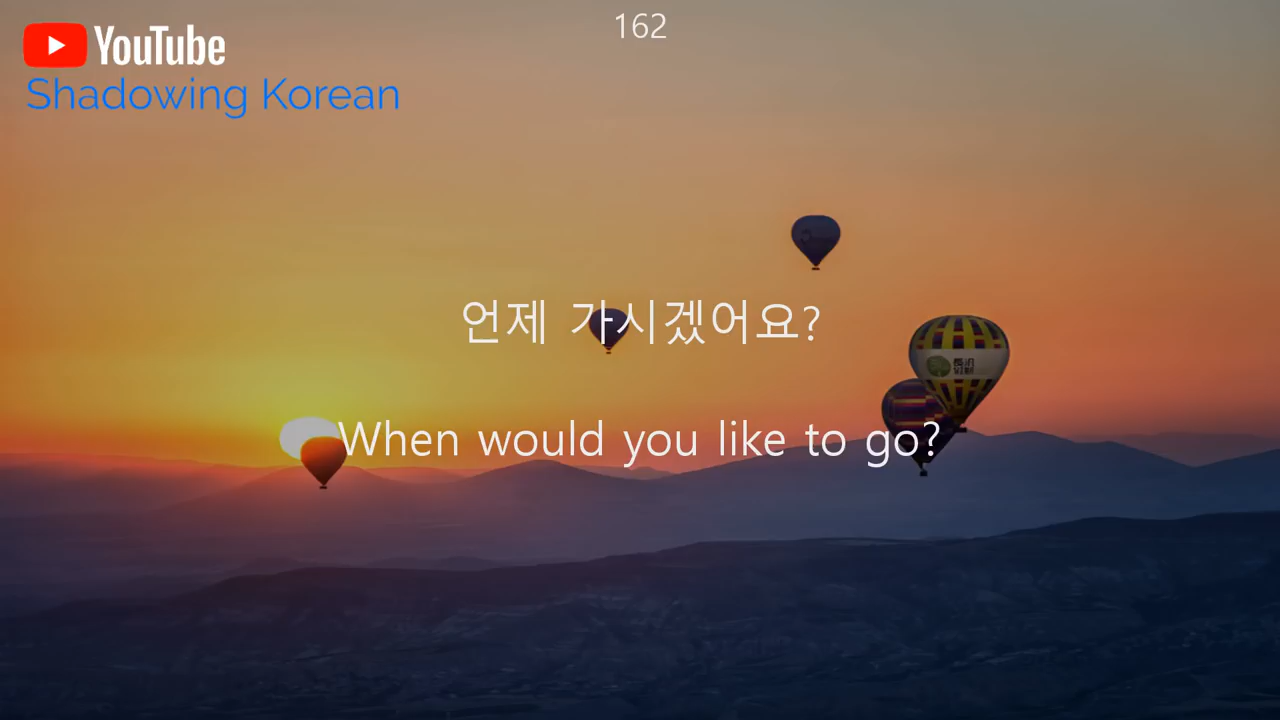 162
YouTube
Shadowing Korean
언제 가시겠어요?
When would you like to go?